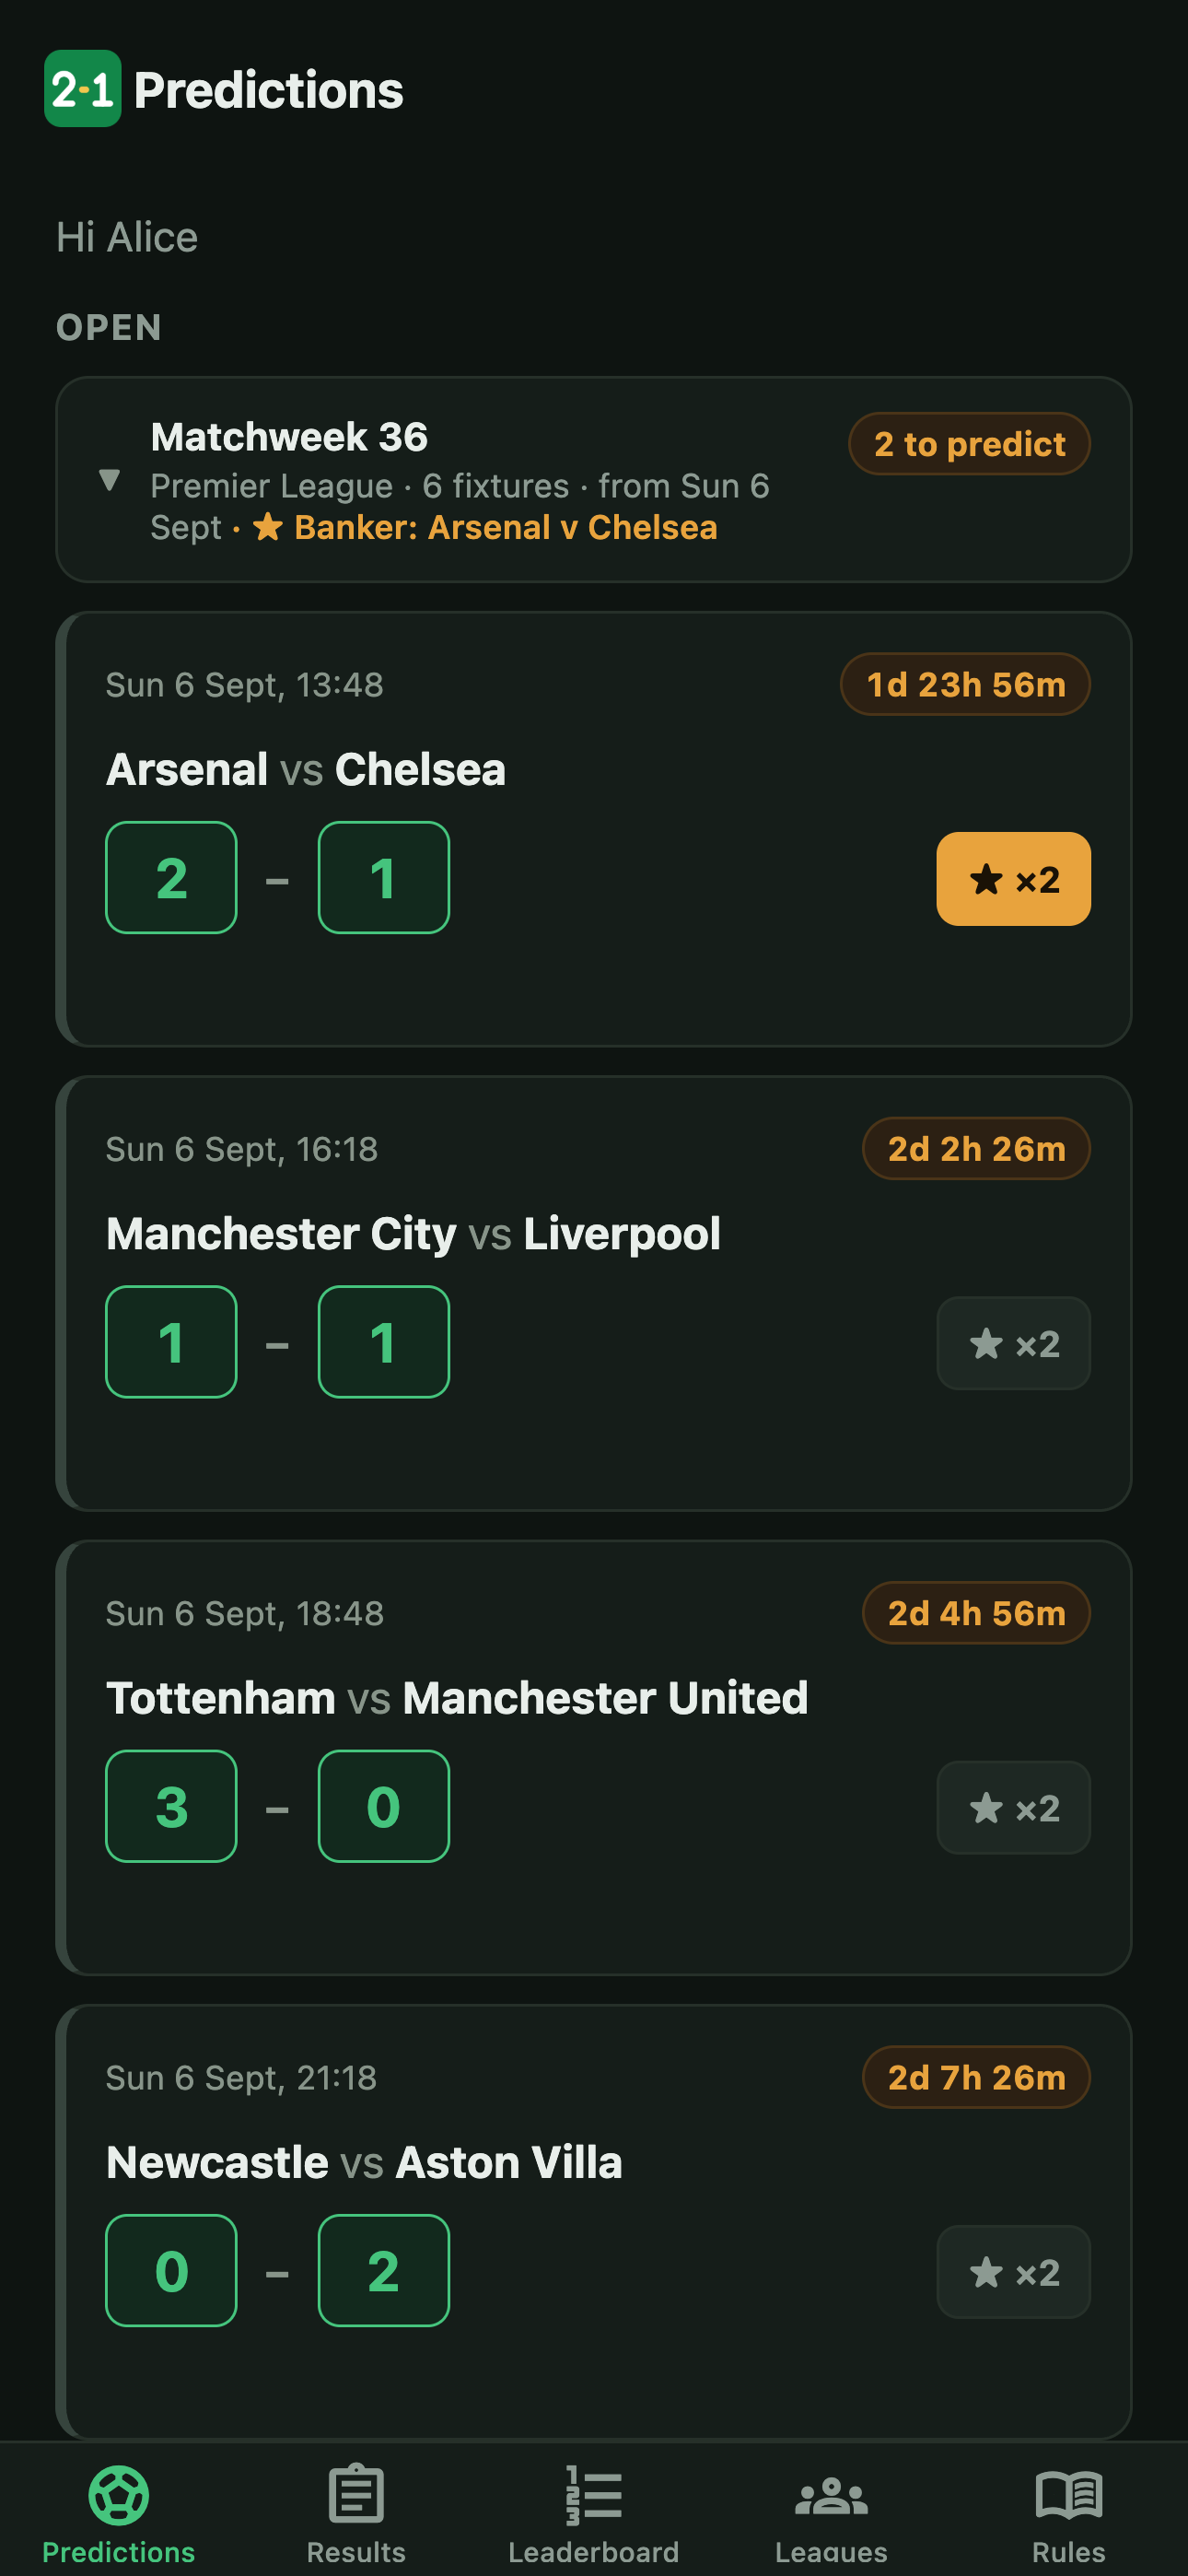 2-1 Predictions
Hi Alice
OPEN
Matchweek 36
2 to predict
▼
Premier League · 6 fixtures · from Sun 6
Sept · ★ Banker: Arsenal v Chelsea
Sun 6 Sept, 13:48
1d 23h 56m
Arsenal vs Chelsea
2 – 1
★ ×2
Sun 6 Sept, 16:18
2d 2h 26m
Manchester City vs Liverpool
1 – 1
★ ×2
Sun 6 Sept, 18:48
2d 4h 56m
Tottenham vs Manchester United
3 – 0
★ ×2
Sun 6 Sept, 21:18
2d 7h 26m
Newcastle vs Aston Villa
0 – 2
★ ×2
1
2
3
Predictions
Results
Leaderboard
Leagues
Rules